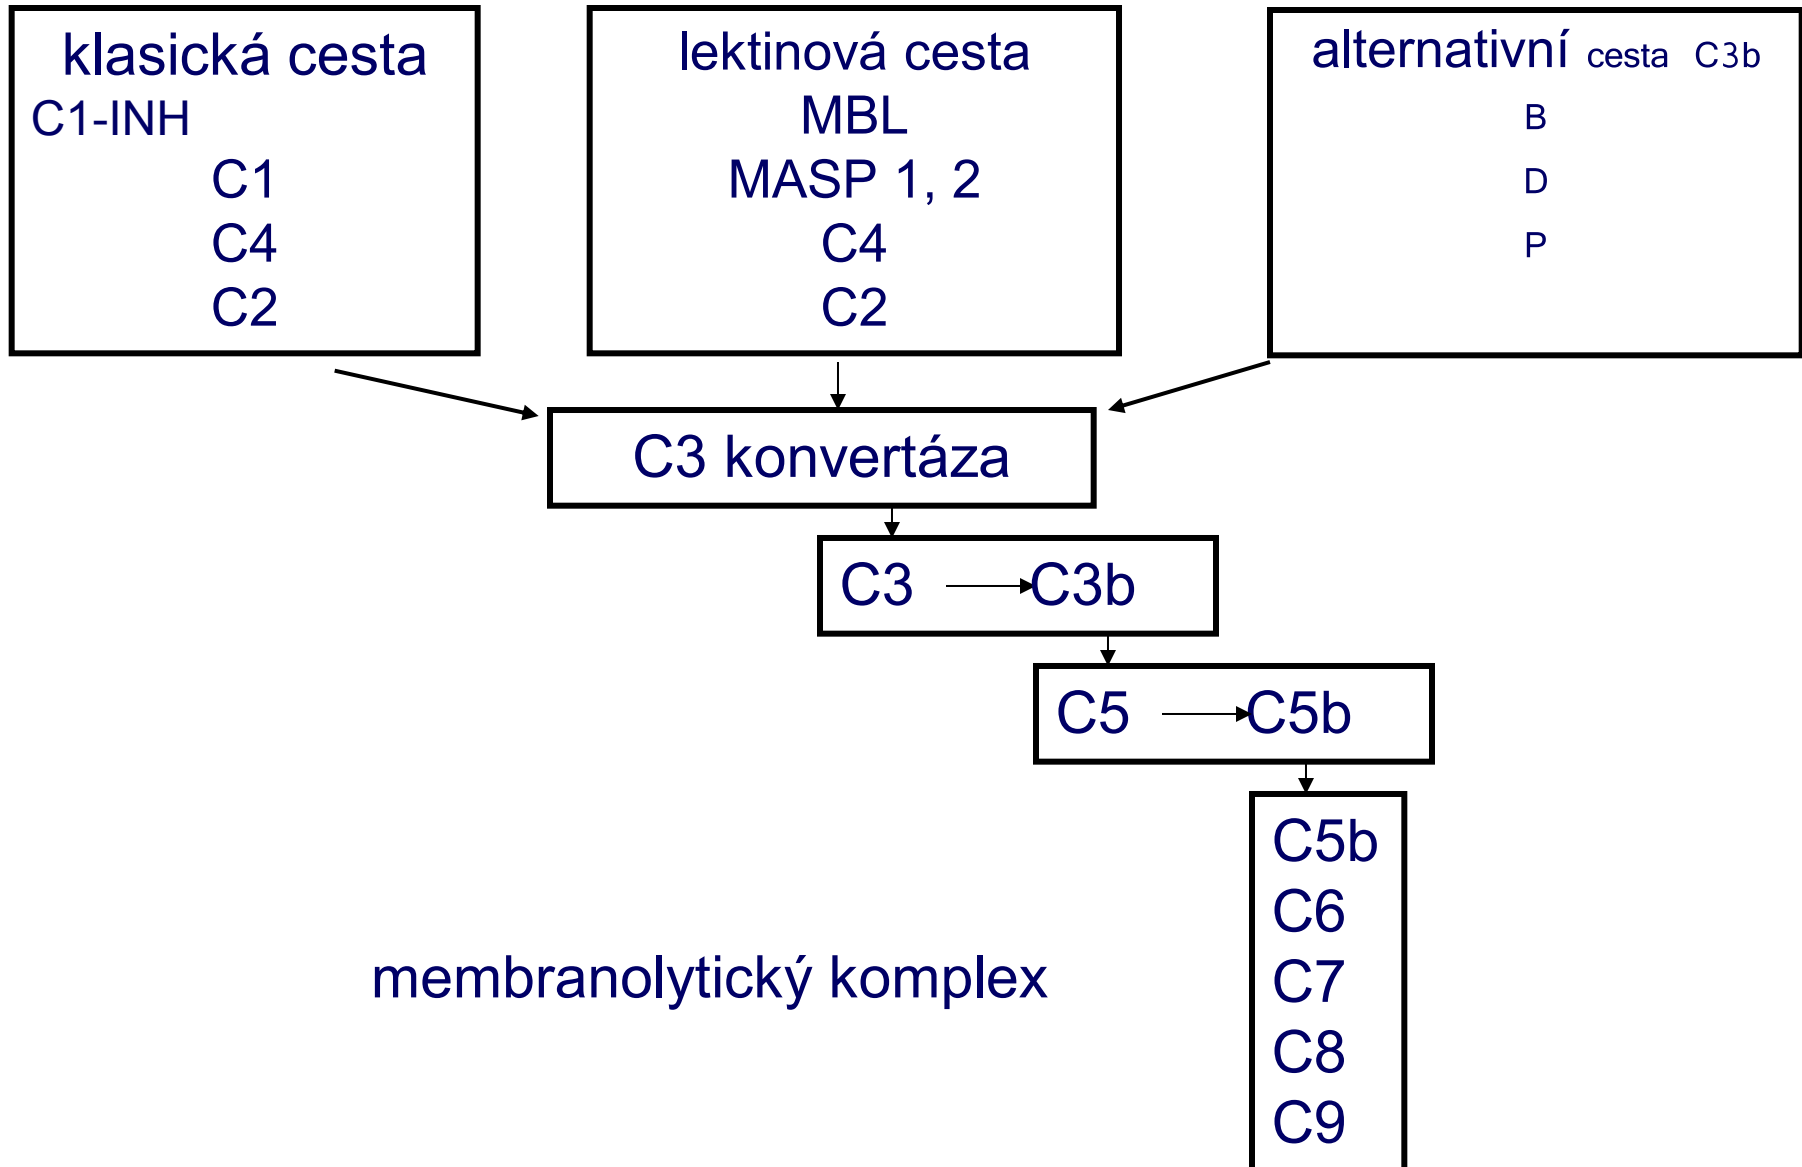 klasická cesta
C1-INH
C1
C4
C2
lektinová cesta
MBL
MASP 1, 2
C4
C2
alternativní cesta C3b
B
D
P
C3 konvertáza
C3 C3b
C5 C5b
C5b
C6
C7
C8
C9
membranolytický komplex